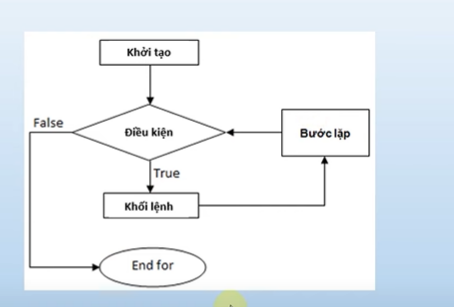 Khởi tạo
False
Điều kiện
Bước lặp
True
Khối lệnh
End for